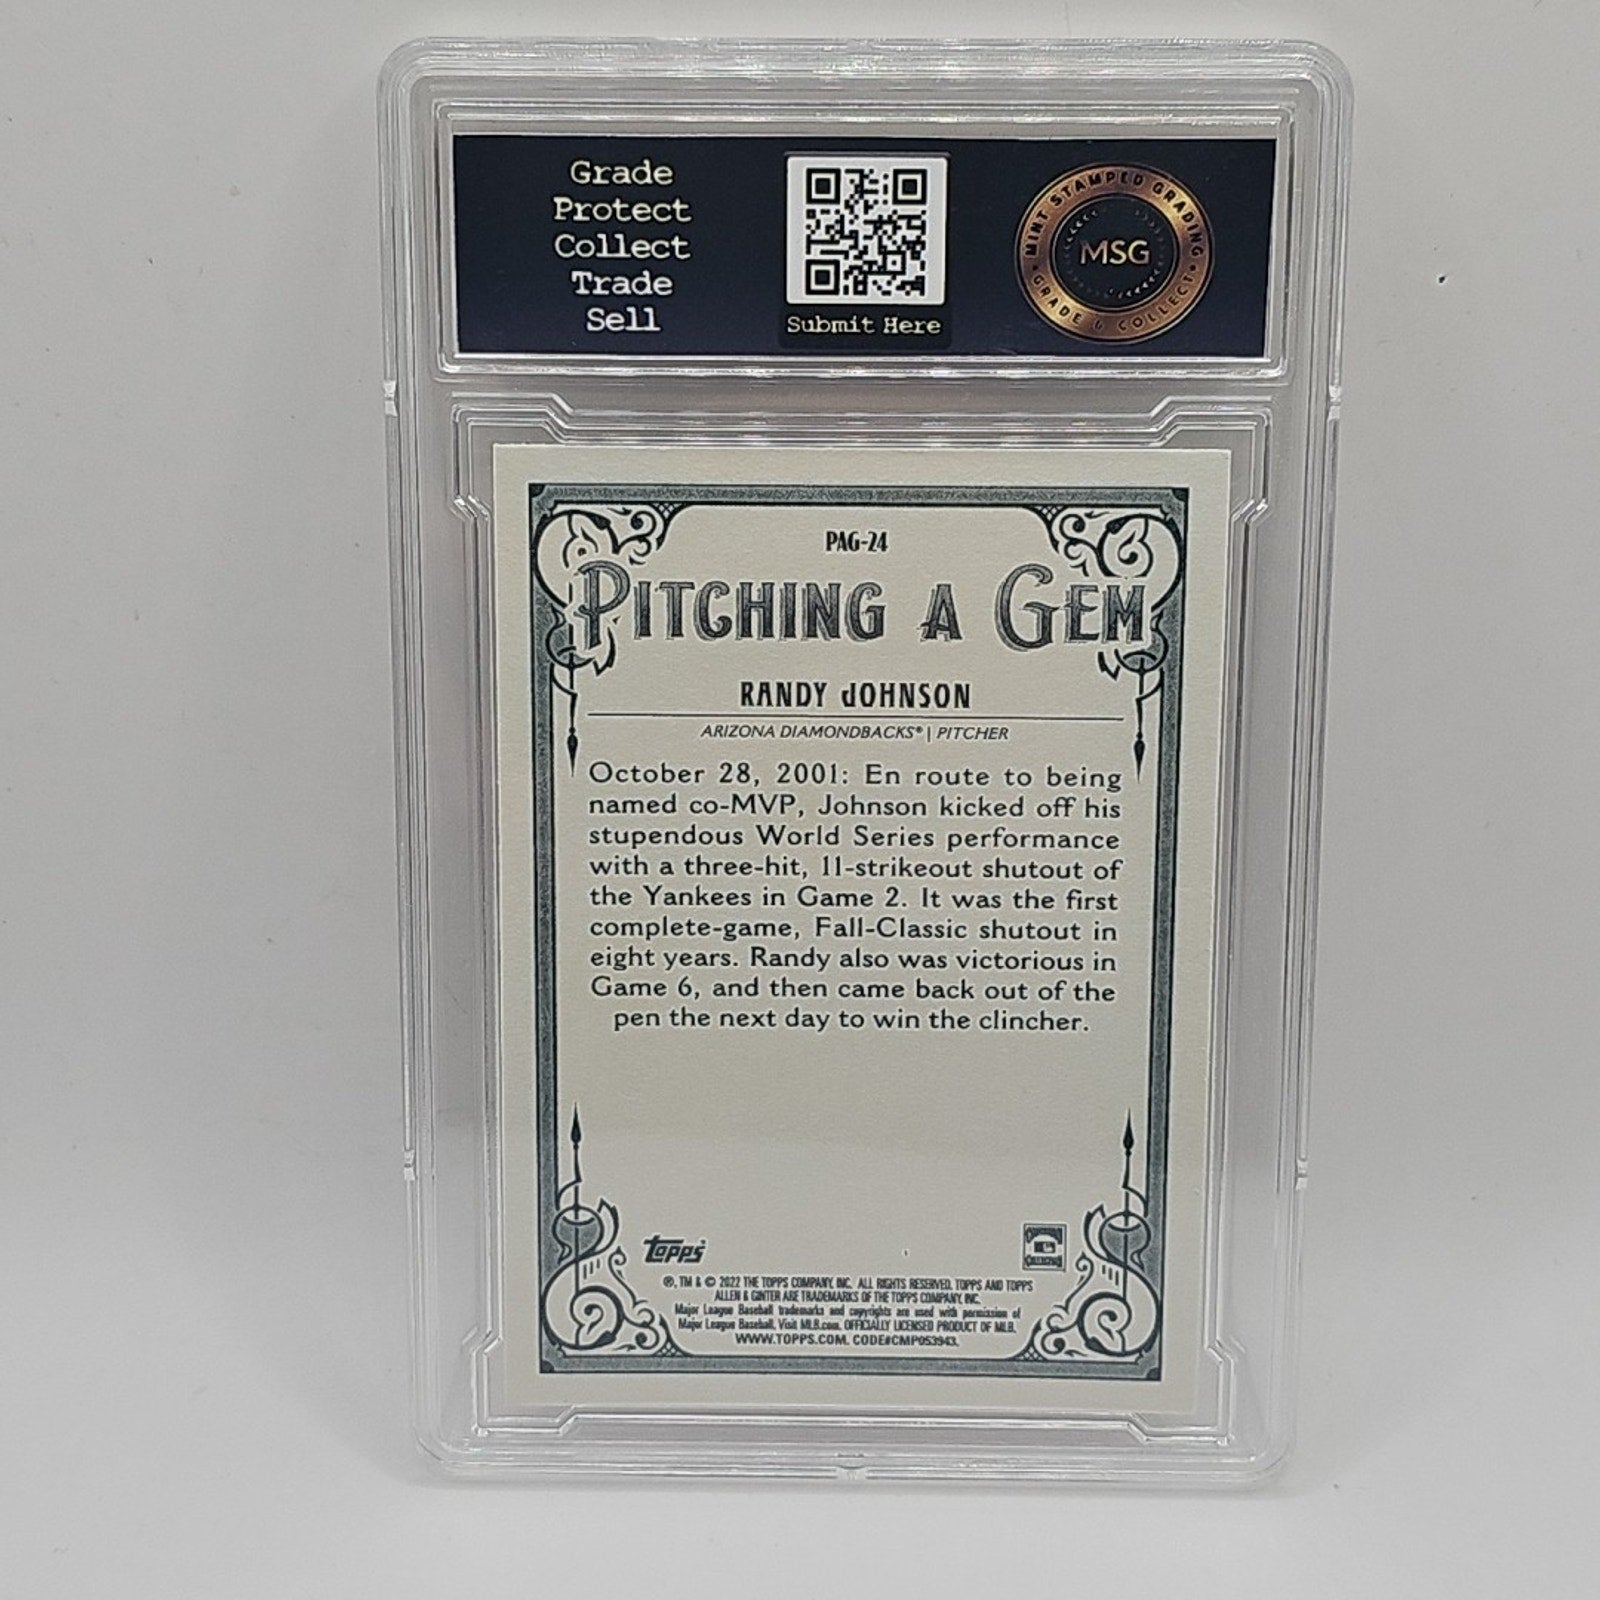 Grade
Protect
Collect
Trade
Sell
Submit Here
MINT STAMPED GRADING
MSG
GRADE & COLLECT
PAG-24
PITCHING A GEM
RANDY JOHNSON
ARIZONA DIAMONDBACKS® | PITCHER
October 28, 2001: En route to being
named co-MVP, Johnson kicked off his
stupendous World Series performance
with a three-hit, 11-strikeout shutout of
the Yankees in Game 2. It was the first
complete-game, Fall-Classic shutout in
eight years. Randy also was victorious in
Game 6, and then came back out of the
pen the next day to win the clincher.
Topps
®, TM & © 2022 THE TOPPS COMPANY, INC. ALL RIGHTS RESERVED. TOPPS AND TOPPS
ALLEN & GINTER ARE TRADEMARKS OF THE TOPPS COMPANY, INC.
Major League Baseball trademarks and copyrights are used with permission of
Major League Baseball. Visit MLB.com. OFFICIALLY LICENSED PRODUCT OF MLB.
WWW.TOPPS.COM. CODE#CMP053943.